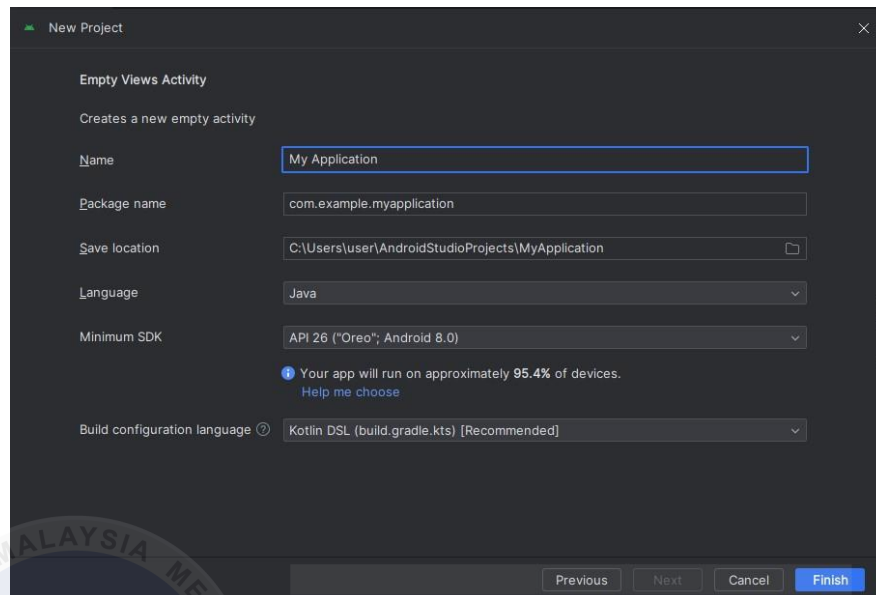 New Project
Empty Views Activity
Creates a new empty activity
Name My Application
Package name com.example.myapplication
Save location C:\Users\user\AndroidStudioProjects\MyApplication
Language Java
Minimum SDK API 26 ("Oreo"; Android 8.0)
Your app will run on approximately 95.4% of devices.
Help me choose
Build configuration language Kotlin DSL (build.gradle.kts) [Recommended]
MALAYSIA ME
Previous Next Cancel Finish